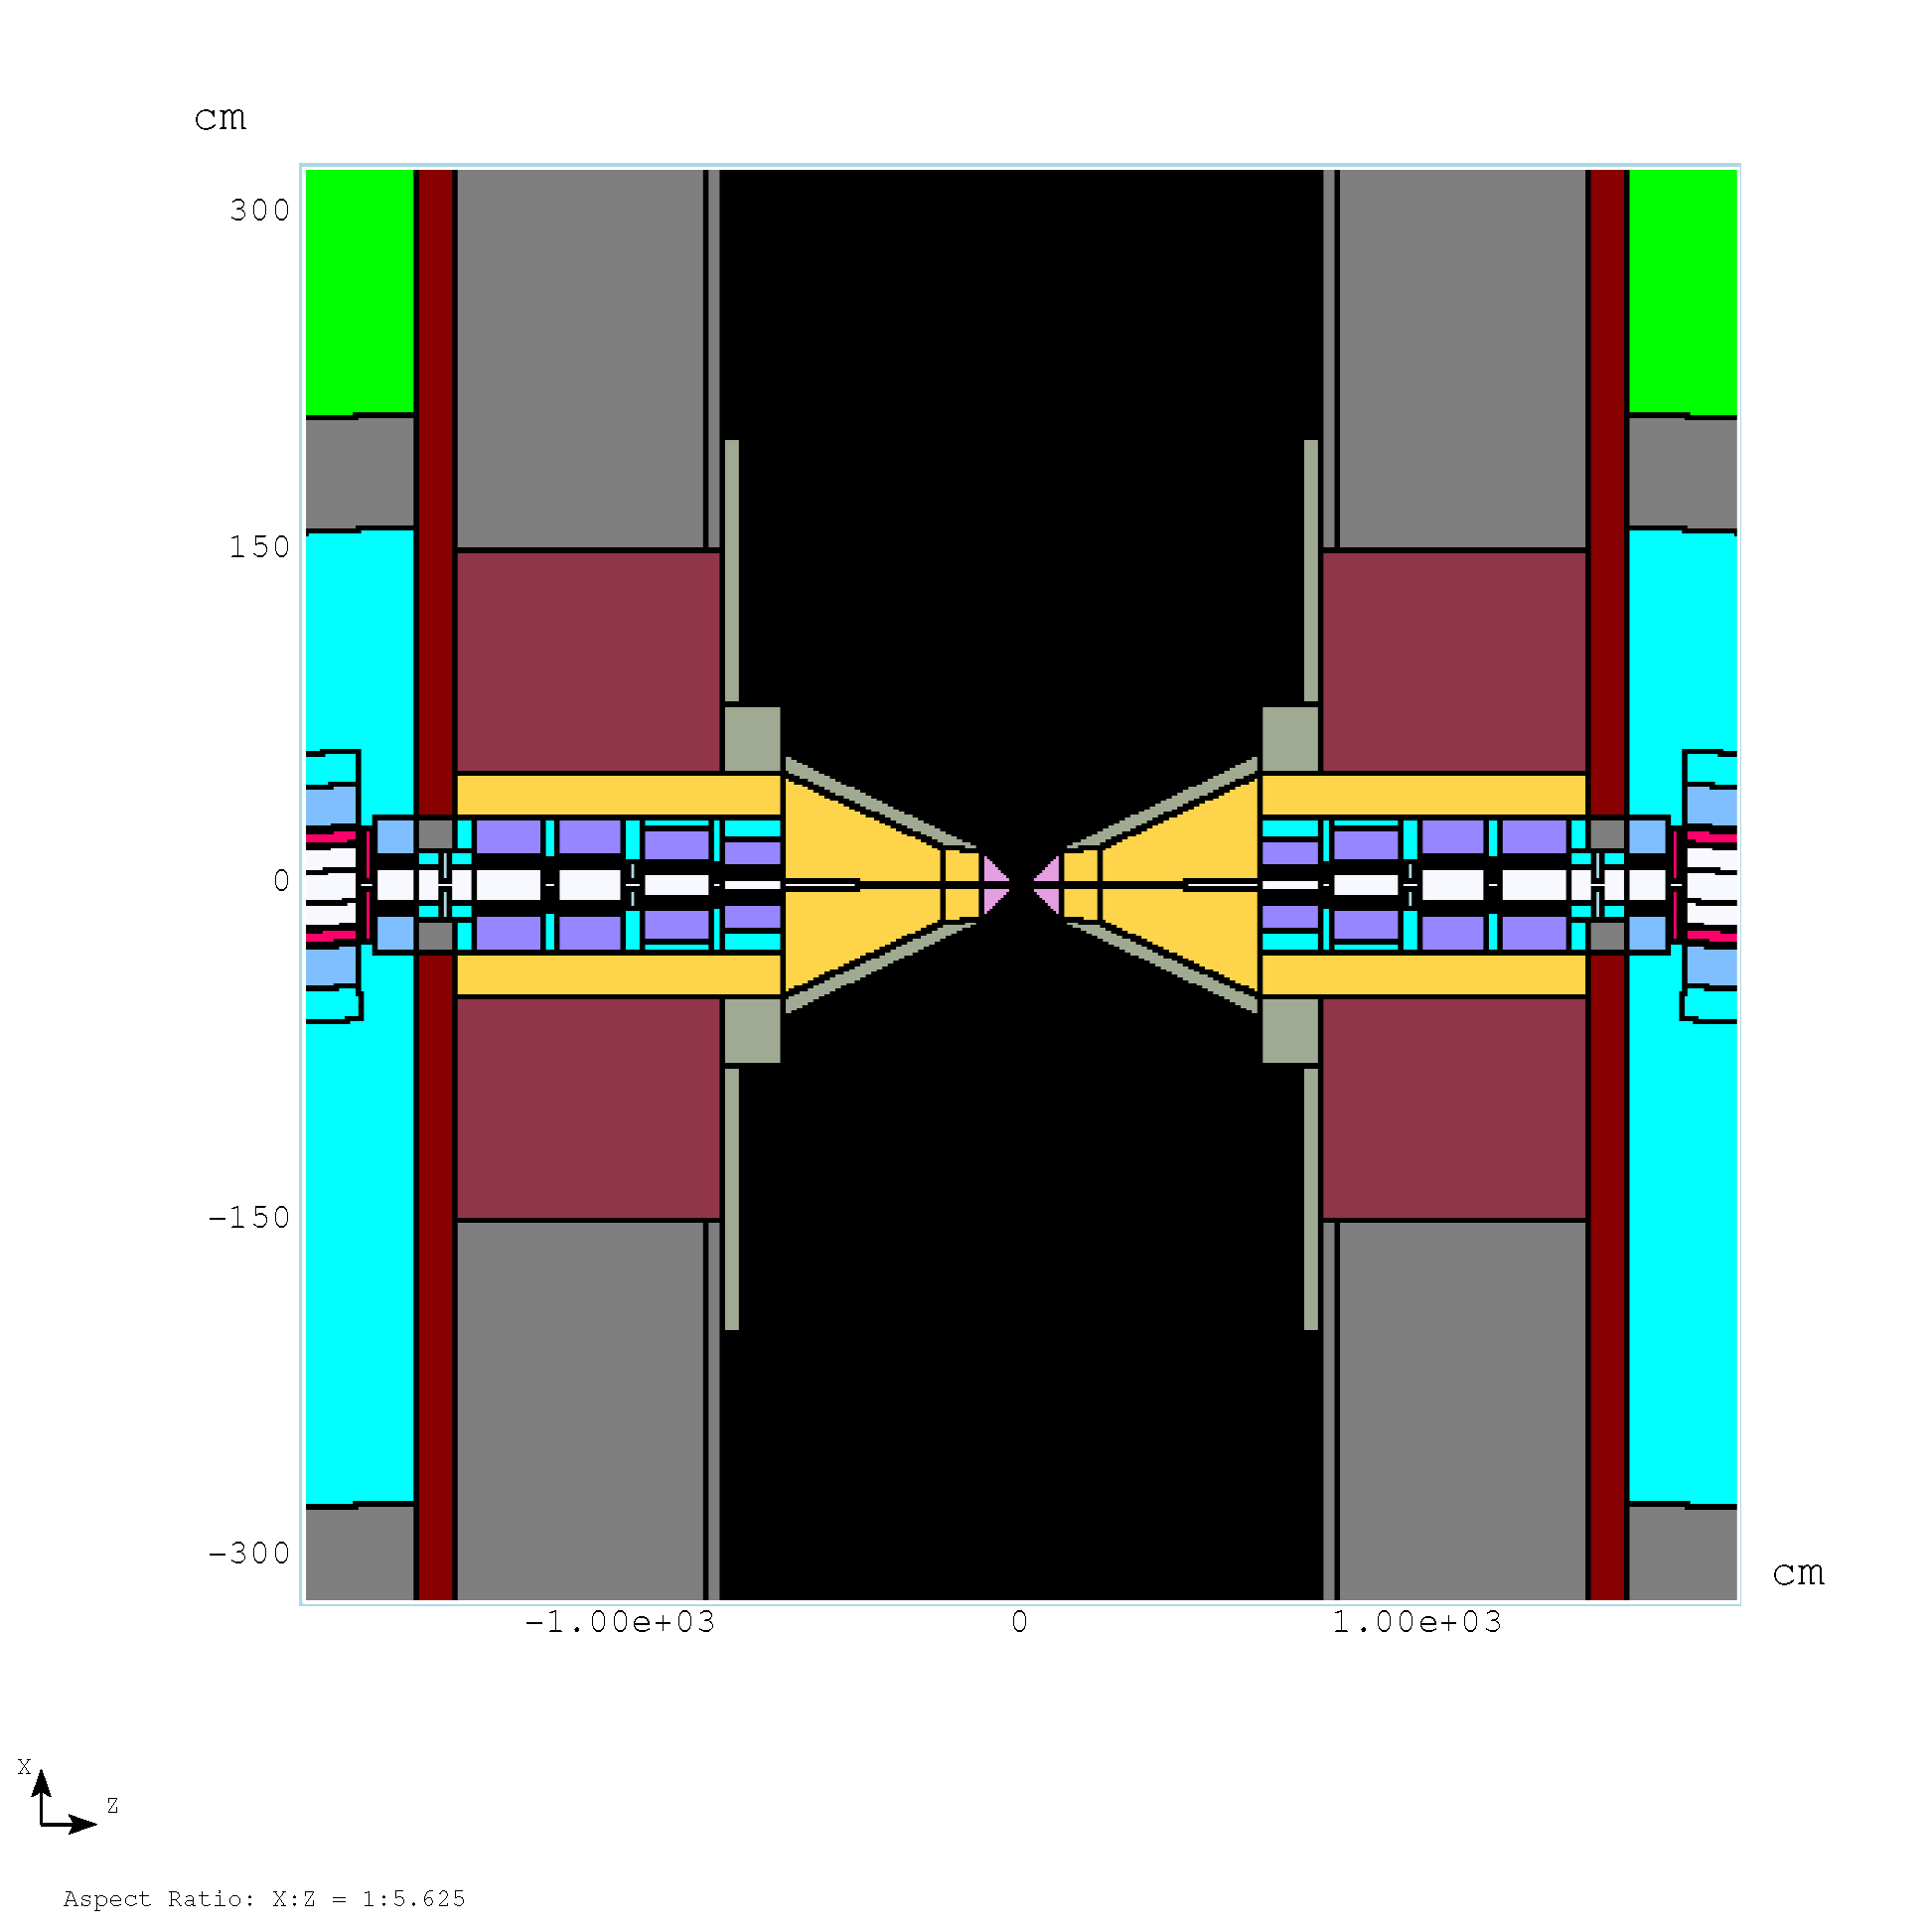 cm
300
150
0
-150
-300
cm
-1.00e+03 0 1.00e+03
X
Z
Aspect Ratio: X:Z = 1:5.625